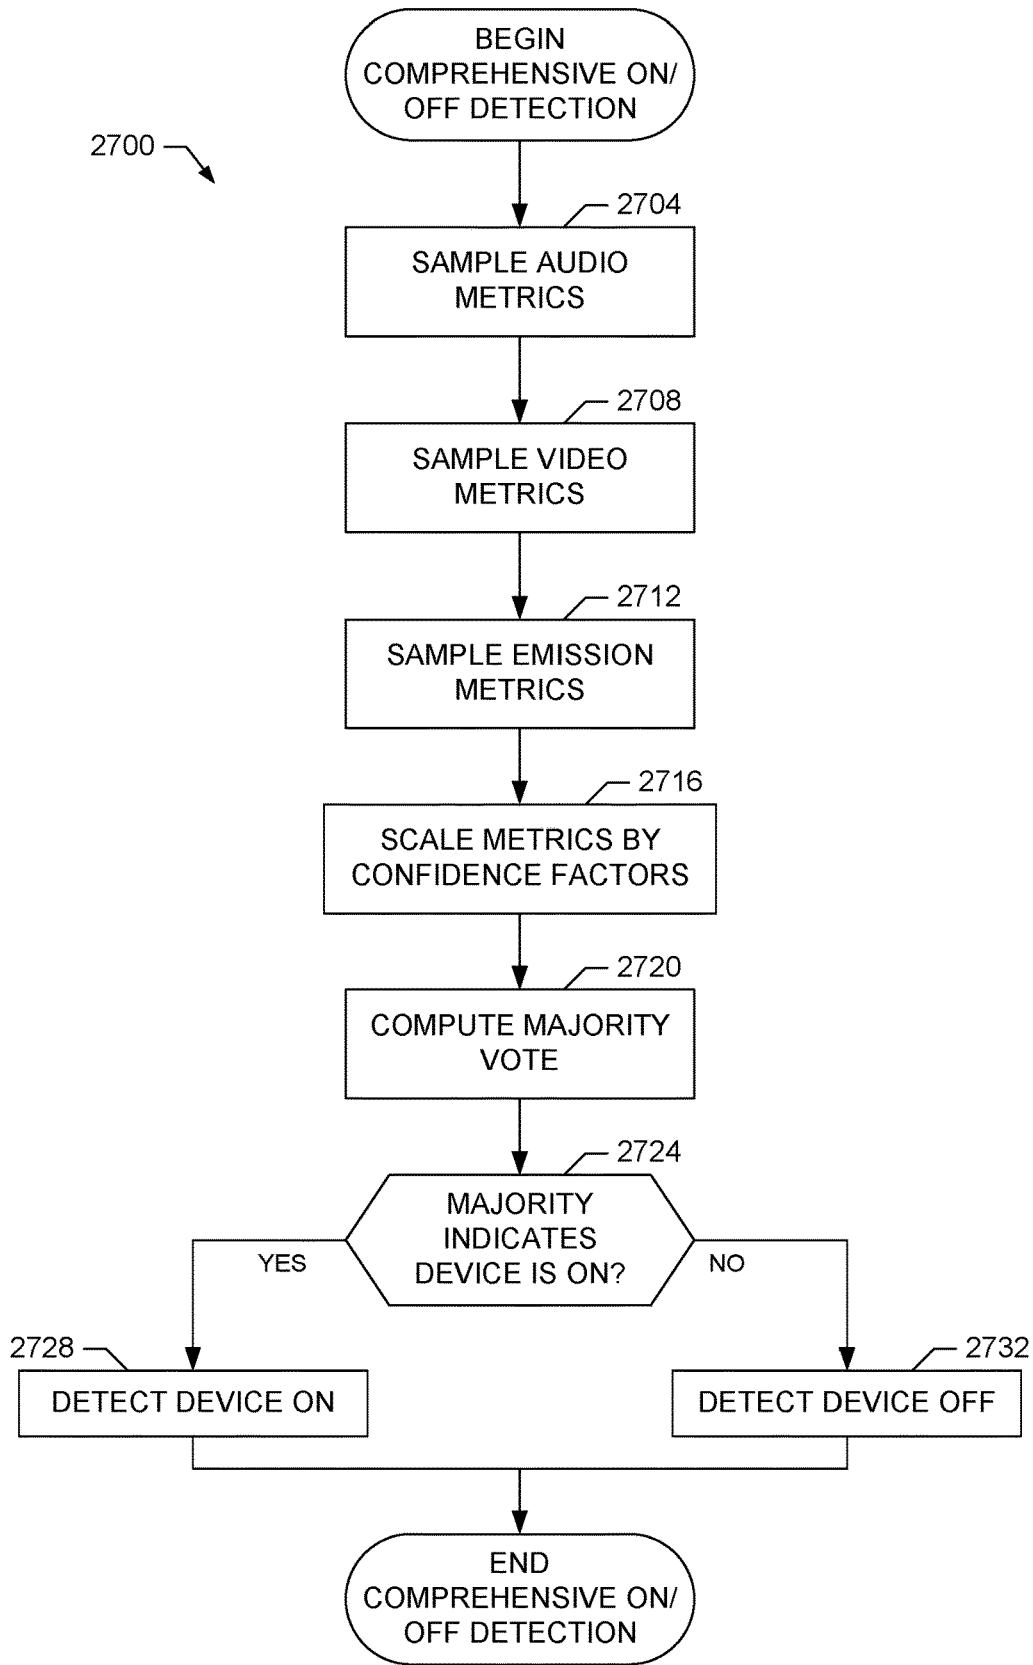 BEGIN
COMPREHENSIVE ON/
OFF DETECTION
2700
2704
SAMPLE AUDIO
METRICS
2708
SAMPLE VIDEO
METRICS
2712
SAMPLE EMISSION
METRICS
2716
SCALE METRICS BY
CONFIDENCE FACTORS
2720
COMPUTE MAJORITY
VOTE
2724
MAJORITY
INDICATES
DEVICE IS ON?
YES
NO
2728
DETECT DEVICE ON
2732
DETECT DEVICE OFF
END
COMPREHENSIVE ON/
OFF DETECTION